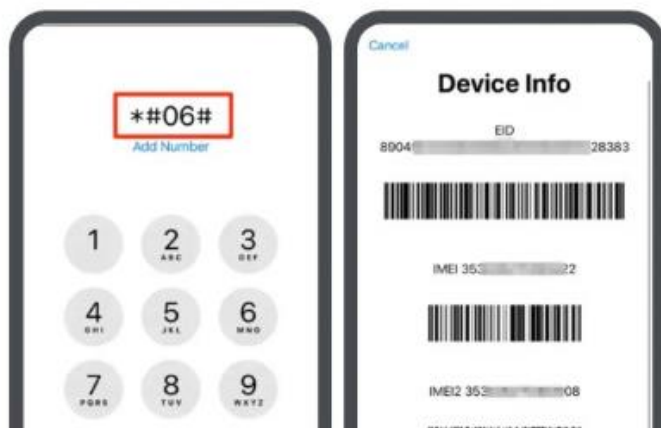 *#06#
Add Number
1
2
ABC
3
DEF
4
GHI
5
JKL
6
MNO
7
PQRS
8
TUV
9
WXYZ
Cancel
Device Info
EID
8904 28383
IMEI 35 22
IMEI2 353 08